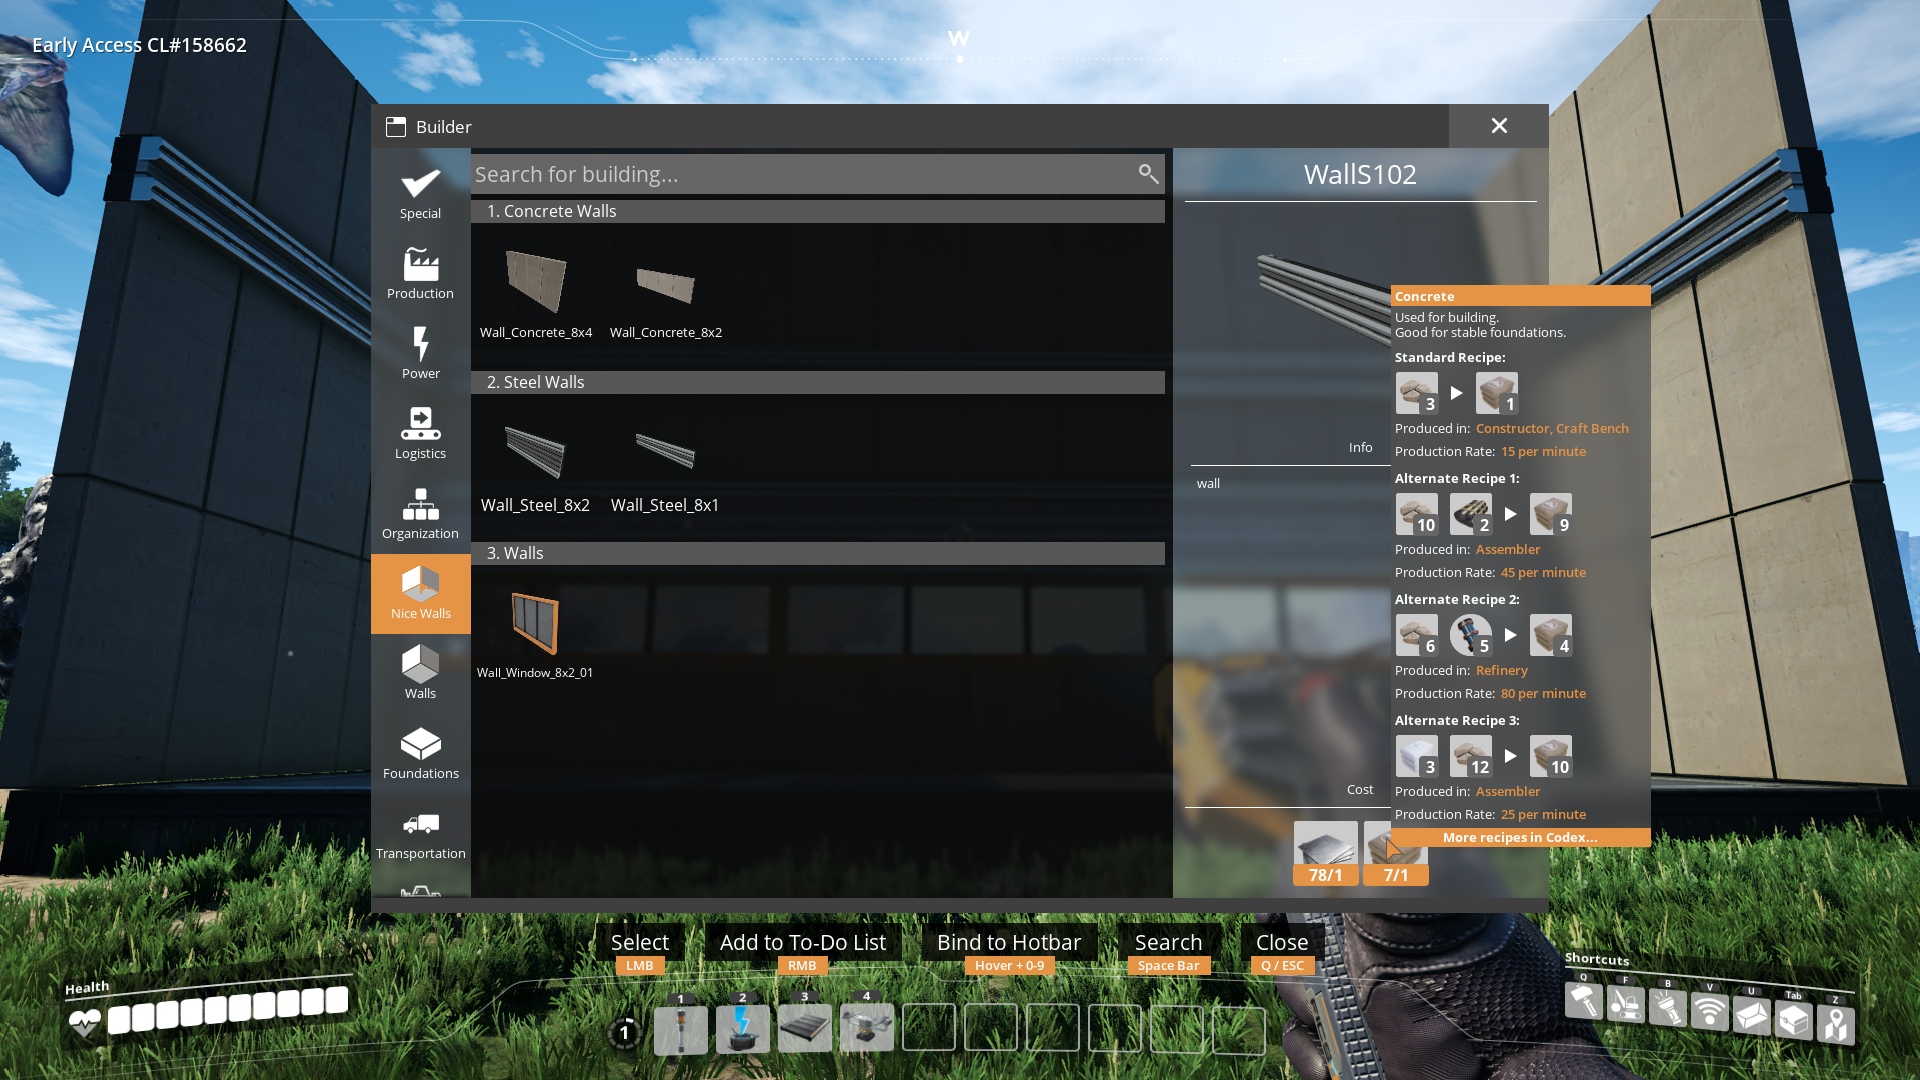 Early Access CL#158662
W
Builder
Search for building...
Special
Production
Power
Logistics
Organization
Nice Walls
Walls
Foundations
Transportation
1. Concrete Walls
Wall_Concrete_8x4
Wall_Concrete_8x2
2. Steel Walls
Wall_Steel_8x2
Wall_Steel_8x1
3. Walls
Wall_Window_8x2_01
WallS102
Info
wall
Cost
78/1
7/1
Concrete
Used for building.
Good for stable foundations.
Standard Recipe:
3
1
Produced in: Constructor, Craft Bench
Production Rate: 15 per minute
Alternate Recipe 1:
10
2
9
Produced in: Assembler
Production Rate: 45 per minute
Alternate Recipe 2:
6
5
4
Produced in: Refinery
Production Rate: 80 per minute
Alternate Recipe 3:
3
12
10
Produced in: Assembler
Production Rate: 25 per minute
More recipes in Codex...
Select
LMB
Add to To-Do List
RMB
Bind to Hotbar
Hover + 0-9
Search
Space Bar
Close
Q / ESC
Health
1
1
2
3
4
Shortcuts
Q
F
B
V
U
Tab
Z